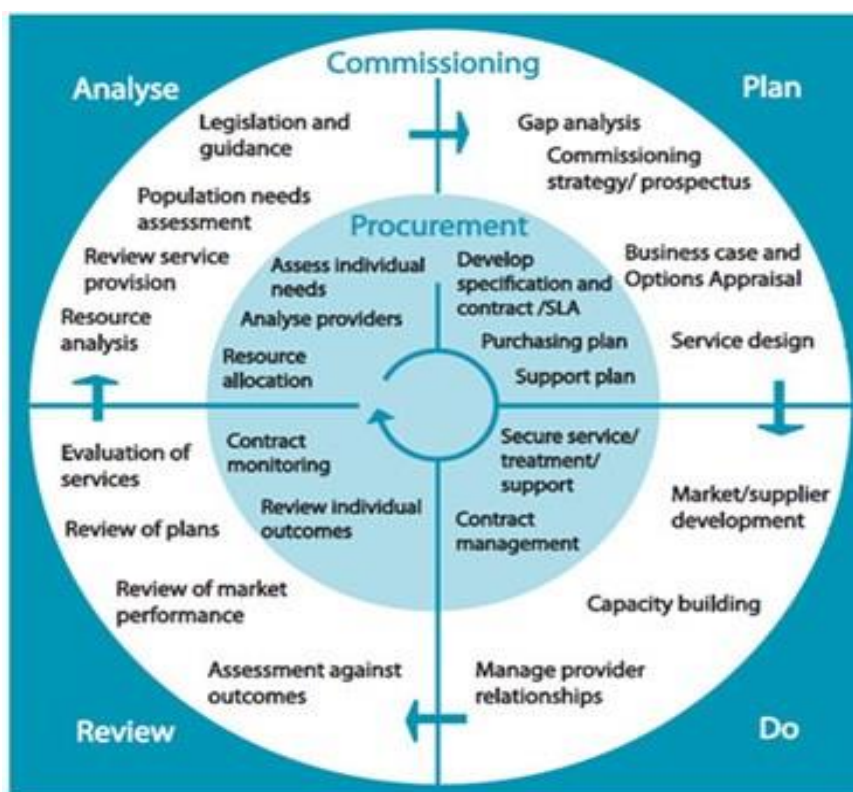 Commissioning
Analyse
Plan
Legislation and
guidance
Population needs
assessment
Review service
provision
Resource
analysis
Gap analysis
Commissioning
strategy/ prospectus
Business case and
Options Appraisal
Service design
Procurement
Assess individual
needs
Analyse providers
Resource
allocation
Develop
specification and
contract /SLA
Purchasing plan
Support plan
Contract
monitoring
Review individual
outcomes
Secure service/
treatment/
support
Contract
management
Evaluation of
services
Review of plans
Review of market
performance
Assessment against
outcomes
Market/supplier
development
Capacity building
Manage provider
relationships
Review
Do